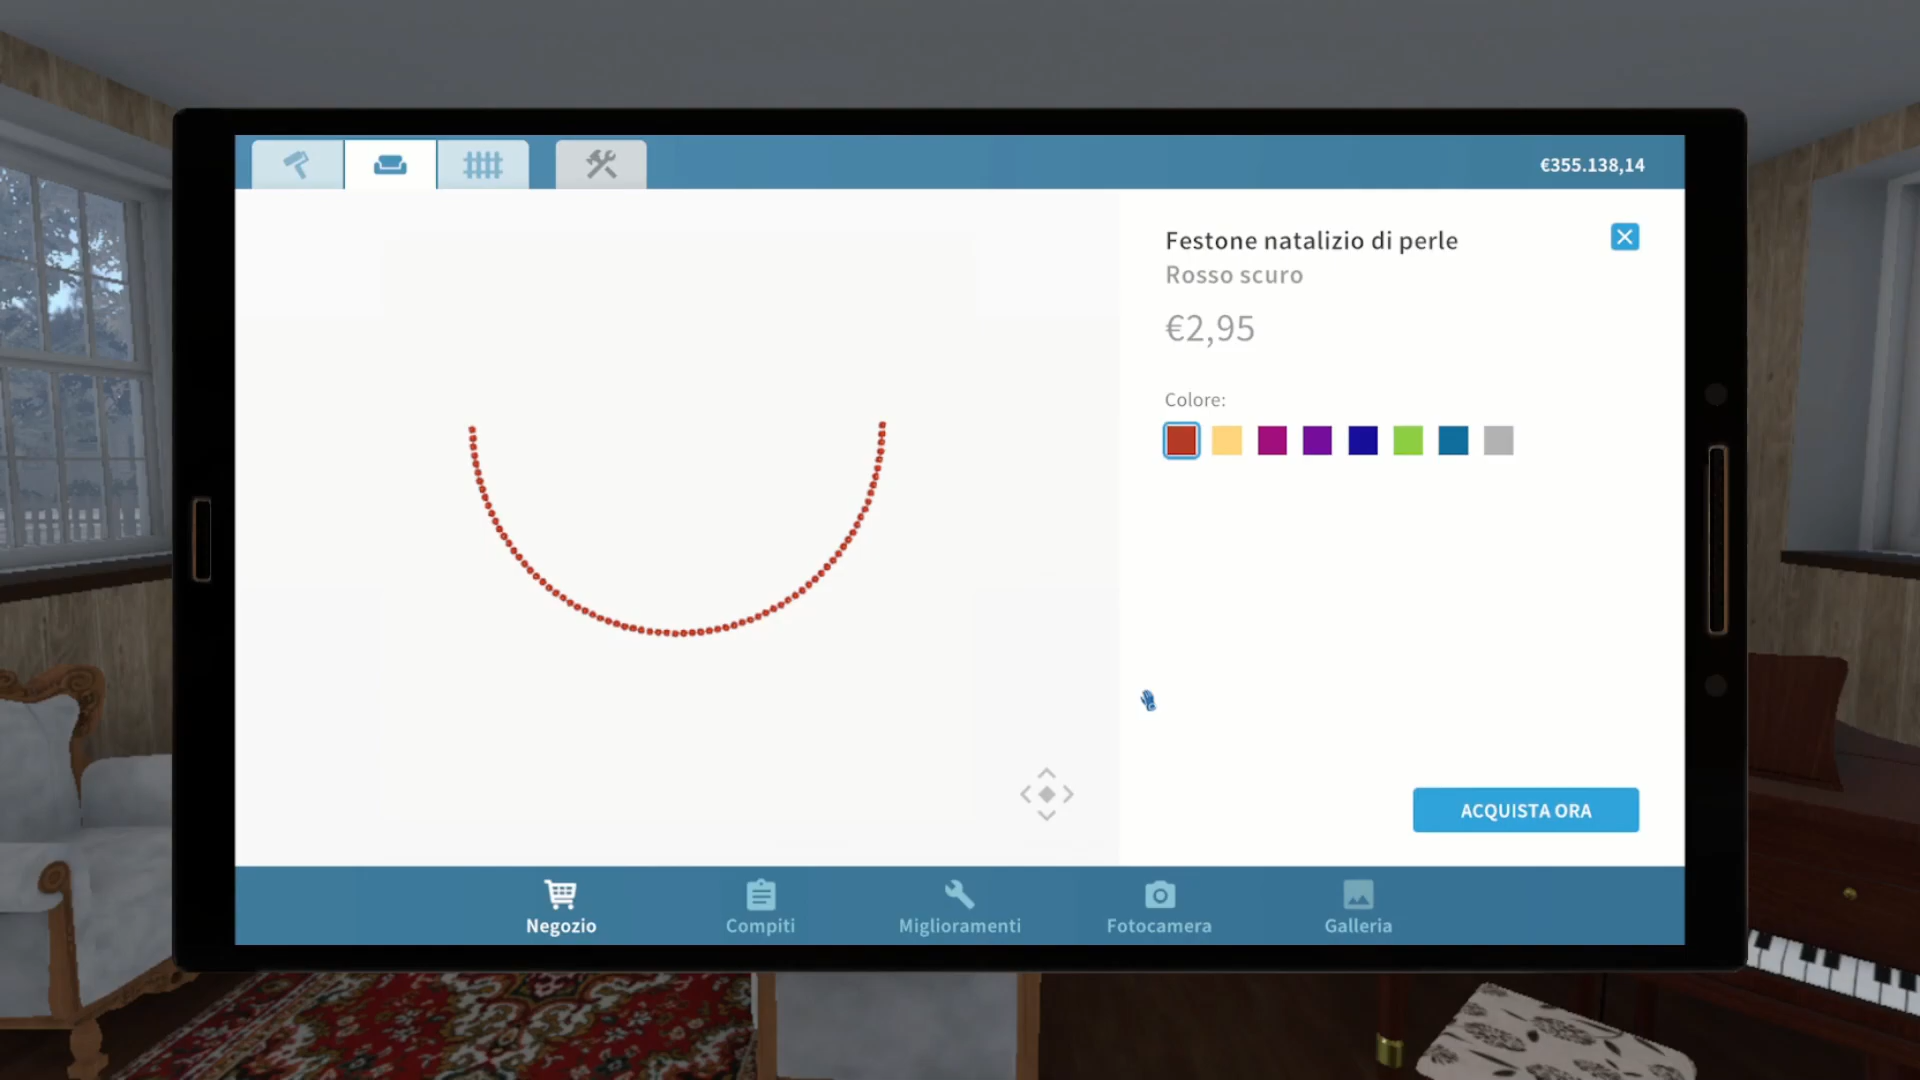 €355.138,14
Festone natalizio di perle
Rosso scuro
€2,95
Colore:
ACQUISTA ORA
Negozio
Compiti
Miglioramenti
Fotocamera
Galleria